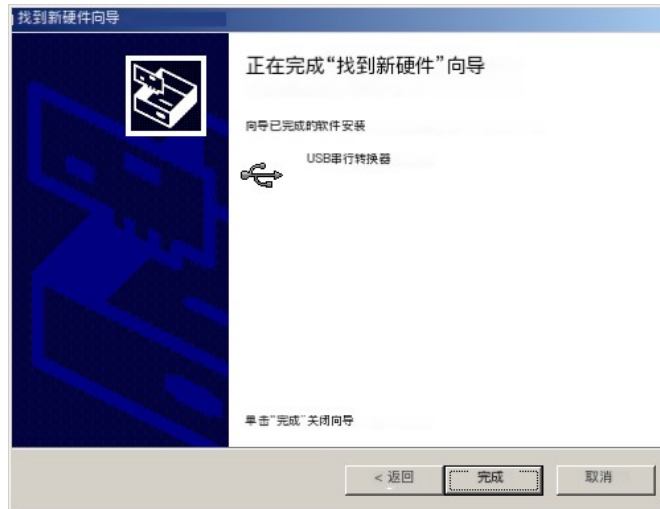 找到新硬件向导
正在完成“找到新硬件”向导
向导已完成的软件安装
USB串行转换器
单击"完成"关闭向导
< 返回
完成
取消